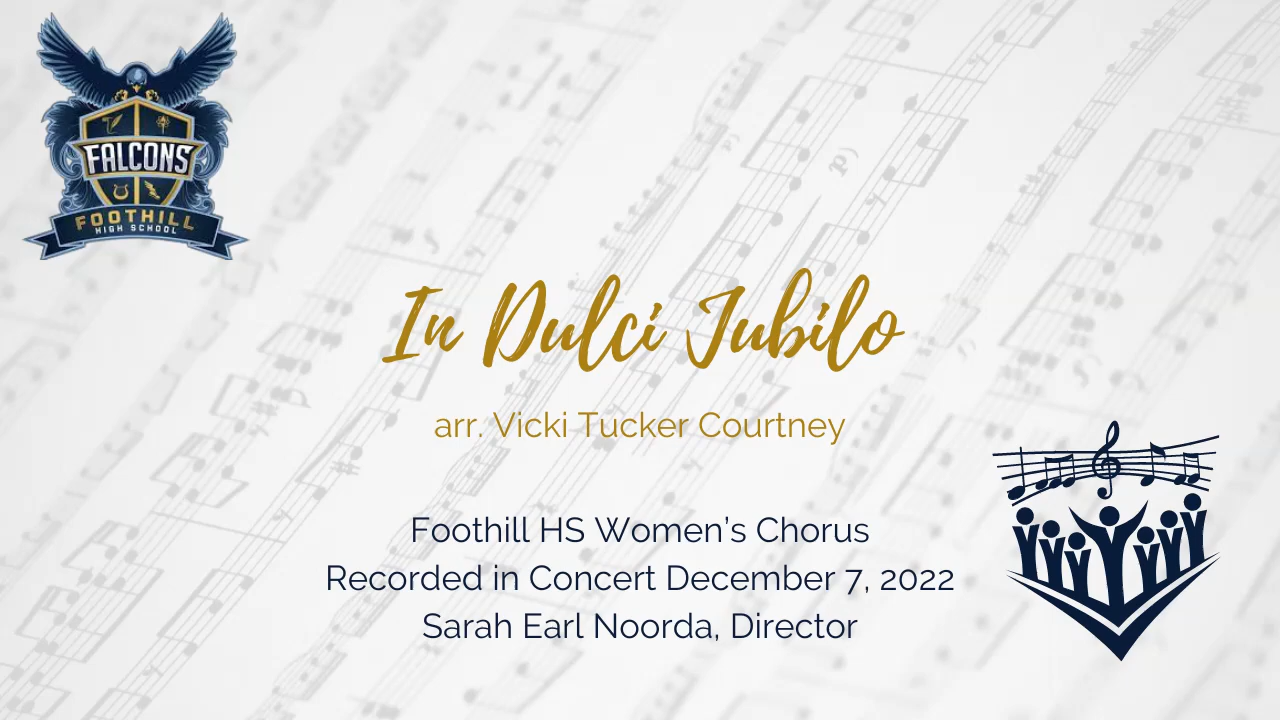 FALCONS
FOOTHILL
HIGH SCHOOL
In Dulci Jubilo
arr. Vicki Tucker Courtney
Foothill HS Women's Chorus
Recorded in Concert December 7, 2022
Sarah Earl Noorda, Director